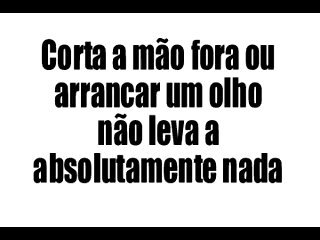 Corta a mão fora ou
arrancar um olho
não leva a
absolutamente nada